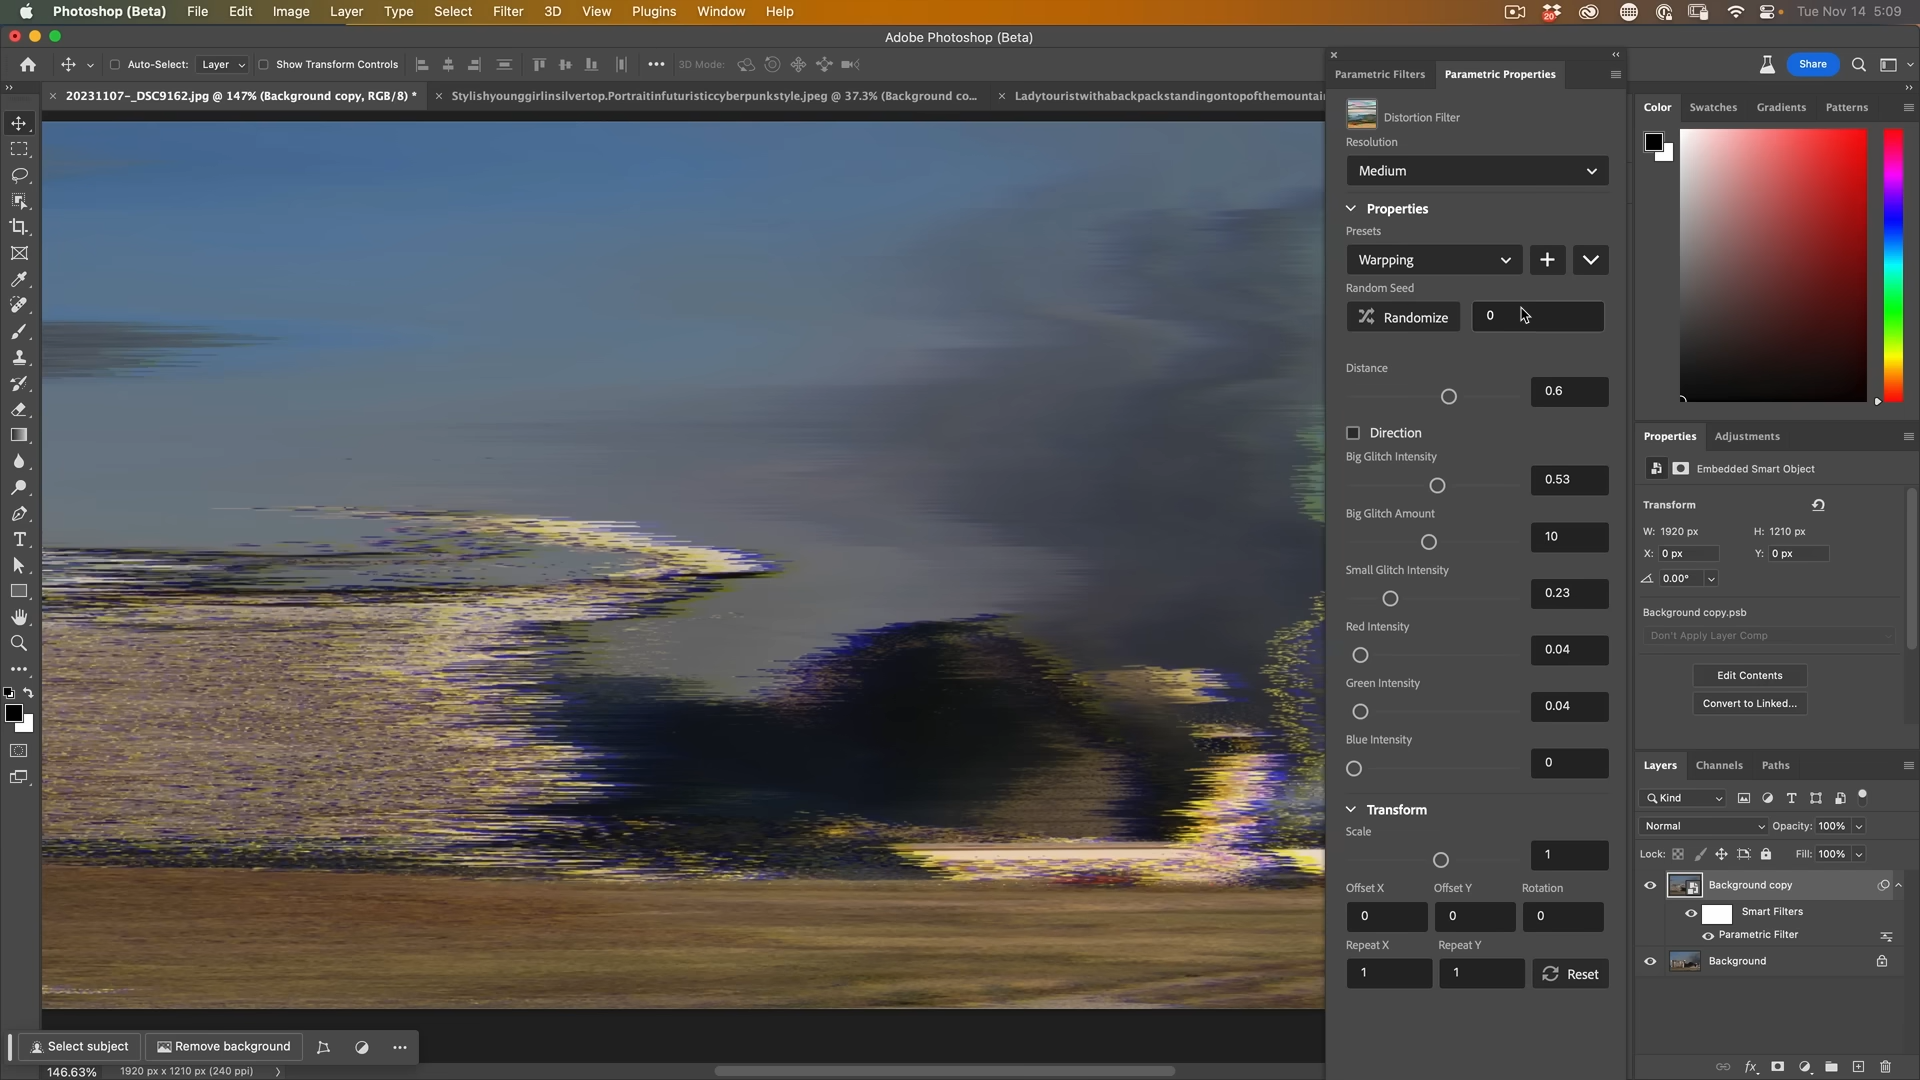 Photoshop (Beta) File Edit Image Layer Type Select Filter 3D View Plugins Window Help
20
Tue Nov 14 5:09
Adobe Photoshop (Beta)
Auto-Select: Layer Show Transform Controls ••• 3D Mode:
Share
20231107-_DSC9162.jpg @ 147% (Background copy, RGB/8) *
Stylishyounggirlinsilvertop.Portraitinfuturisticcyberpunkstyle.jpeg @ 37.3% (Background co...
Ladytouristwithabackpackstandingontopofthemountain
Parametric Filters
Parametric Properties
Distortion Filter
Resolution
Medium
Properties
Presets
Warpping
Random Seed
Randomize 0
Distance
0.6
Direction
Big Glitch Intensity
0.53
Big Glitch Amount
10
Small Glitch Intensity
0.23
Red Intensity
0.04
Green Intensity
0.04
Blue Intensity
0
Transform
Scale
1
Offset X Offset Y Rotation
0 0 0
Repeat X Repeat Y
1 1 Reset
Color Swatches Gradients Patterns
Properties Adjustments
Embedded Smart Object
Transform
W: 1920 px H: 1210 px
X: 0 px Y: 0 px
0.00°
Background copy.psb
Don't Apply Layer Comp
Edit Contents
Convert to Linked...
Layers Channels Paths
Kind
Normal Opacity: 100%
Lock: Fill: 100%
Background copy
Smart Filters
Parametric Filter
Background
fx
Select subject Remove background
146.63% 1920 px x 1210 px (240 ppi)